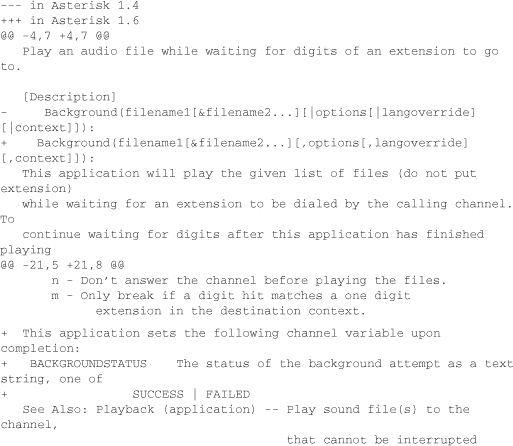 --- in Asterisk 1.4
+++ in Asterisk 1.6
@@ -4,7 +4,7 @@
Play an audio file while waiting for digits of an extension to go
to.
[Description]
- Background(filename1[&filename2...][|options[|langoverride]
[|context]]):
+ Background(filename1[&filename2...][,options[,langoverride]
[,context]]):
This application will play the given list of files (do not put
extension)
while waiting for an extension to be dialed by the calling channel.
To
continue waiting for digits after this application has finished
playing
@@ -21,5 +21,8 @@
n - Don't answer the channel before playing the files.
m - Only break if a digit hit matches a one digit
extension in the destination context.
+ This application sets the following channel variable upon
completion:
+ BACKGROUNDSTATUS The status of the background attempt as a text
string, one of
+ SUCCESS | FAILED
See Also: Playback (application) -- Play sound file(s) to the
channel,
that cannot be interrupted